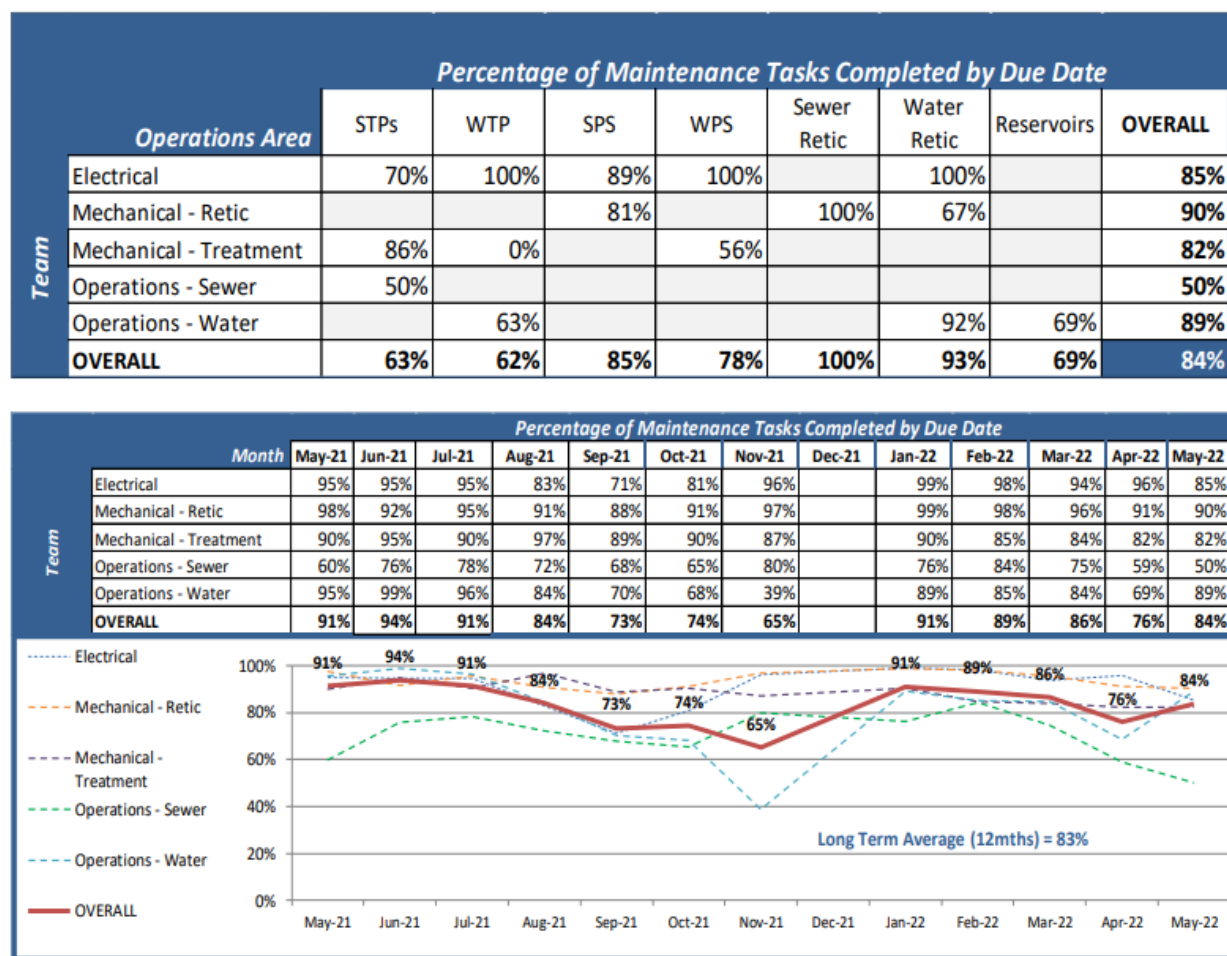 Percentage of Maintenance Tasks Completed by Due Date
Operations Area STPs WTP SPS WPS Sewer Retic Water Retic Reservoirs OVERALL
Team
Electrical 70% 100% 89% 100% 100% 85%
Mechanical - Retic 81% 100% 67% 90%
Mechanical - Treatment 86% 0% 56% 82%
Operations - Sewer 50% 50%
Operations - Water 63% 92% 69% 89%
OVERALL 63% 62% 85% 78% 100% 93% 69% 84%
Percentage of Maintenance Tasks Completed by Due Date
Month May-21 Jun-21 Jul-21 Aug-21 Sep-21 Oct-21 Nov-21 Dec-21 Jan-22 Feb-22 Mar-22 Apr-22 May-22
Team
Electrical 95% 95% 95% 83% 71% 81% 96% 99% 98% 94% 96% 85%
Mechanical - Retic 98% 92% 95% 91% 88% 91% 97% 99% 98% 96% 91% 90%
Mechanical - Treatment 90% 95% 90% 97% 89% 90% 87% 90% 85% 84% 82% 82%
Operations - Sewer 60% 76% 78% 72% 68% 65% 80% 76% 84% 75% 59% 50%
Operations - Water 95% 99% 96% 84% 70% 68% 39% 89% 85% 84% 69% 89%
OVERALL 91% 94% 91% 84% 73% 74% 65% 91% 89% 86% 76% 84%
Electrical
Mechanical - Retic
Mechanical -
Treatment
Operations - Sewer
Operations - Water
OVERALL
100%
80%
60%
40%
20%
0%
91% 94% 91% 84% 73% 74% 65% 91% 89% 86% 76% 84%
Long Term Average (12mths) = 83%
May-21 Jun-21 Jul-21 Aug-21 Sep-21 Oct-21 Nov-21 Dec-21 Jan-22 Feb-22 Mar-22 Apr-22 May-22